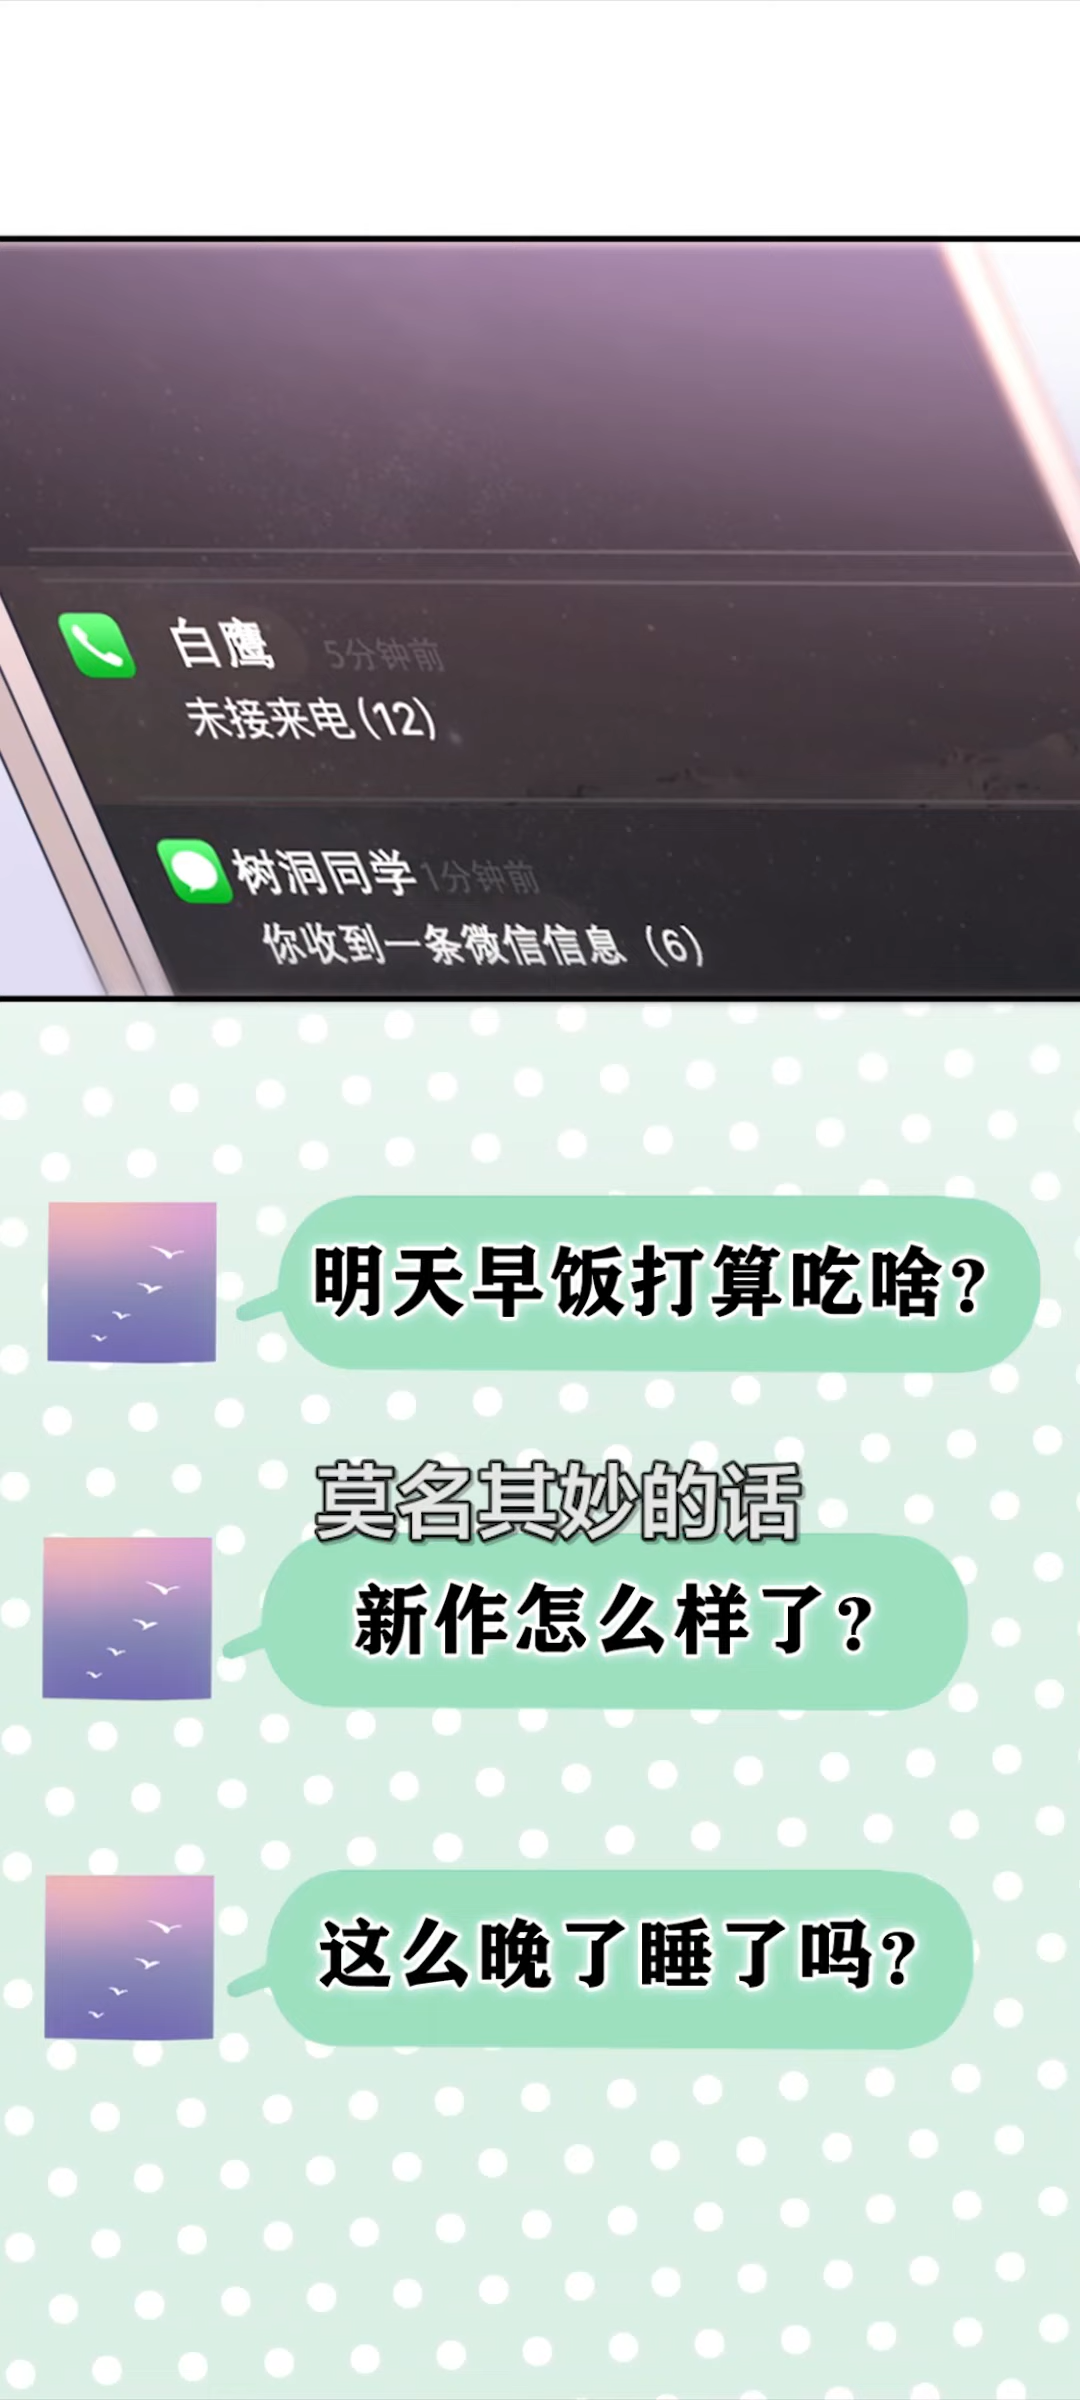 白鹰 5分钟前
未接来电(12)
树洞同学 1分钟前
你收到一条微信信息（6）
明天早饭打算吃啥?
莫名其妙的话
新作怎么样了?
这么晚了睡了吗?